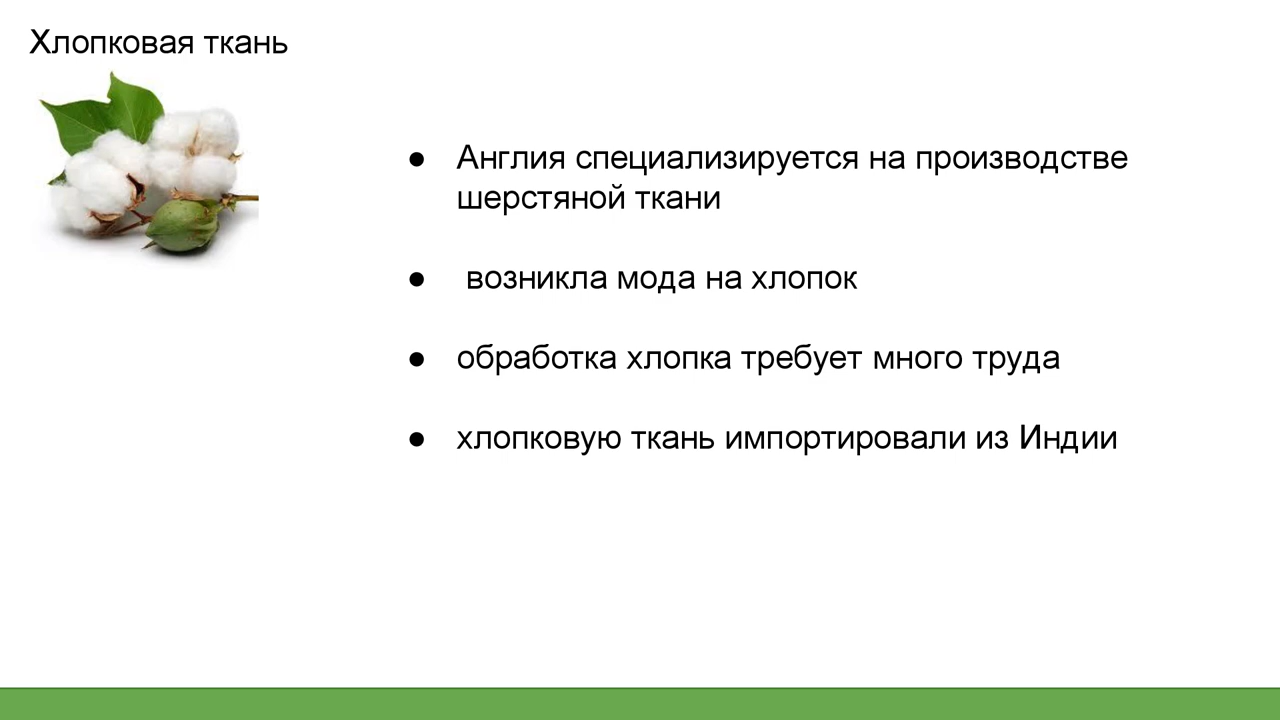 Хлопковая ткань
● Англия специализируется на производстве
шерстяной ткани
● возникла мода на хлопок
● обработка хлопка требует много труда
● хлопковую ткань импортировали из Индии